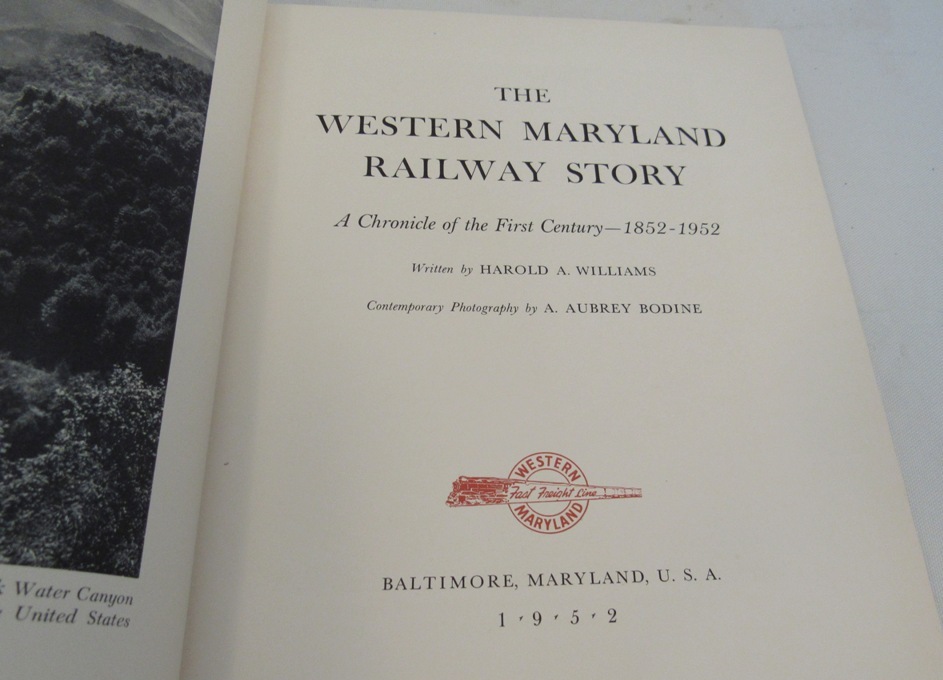 THE
WESTERN MARYLAND
RAILWAY STORY
A Chronicle of the First Century—1852-1952
Written by HAROLD A. WILLIAMS
Contemporary Photography by A. AUBREY BODINE
WESTERN
Fast Freight Line
MARYLAND
BALTIMORE, MARYLAND, U. S. A.
1 · 9 · 5 · 2
Water Canyon
United States